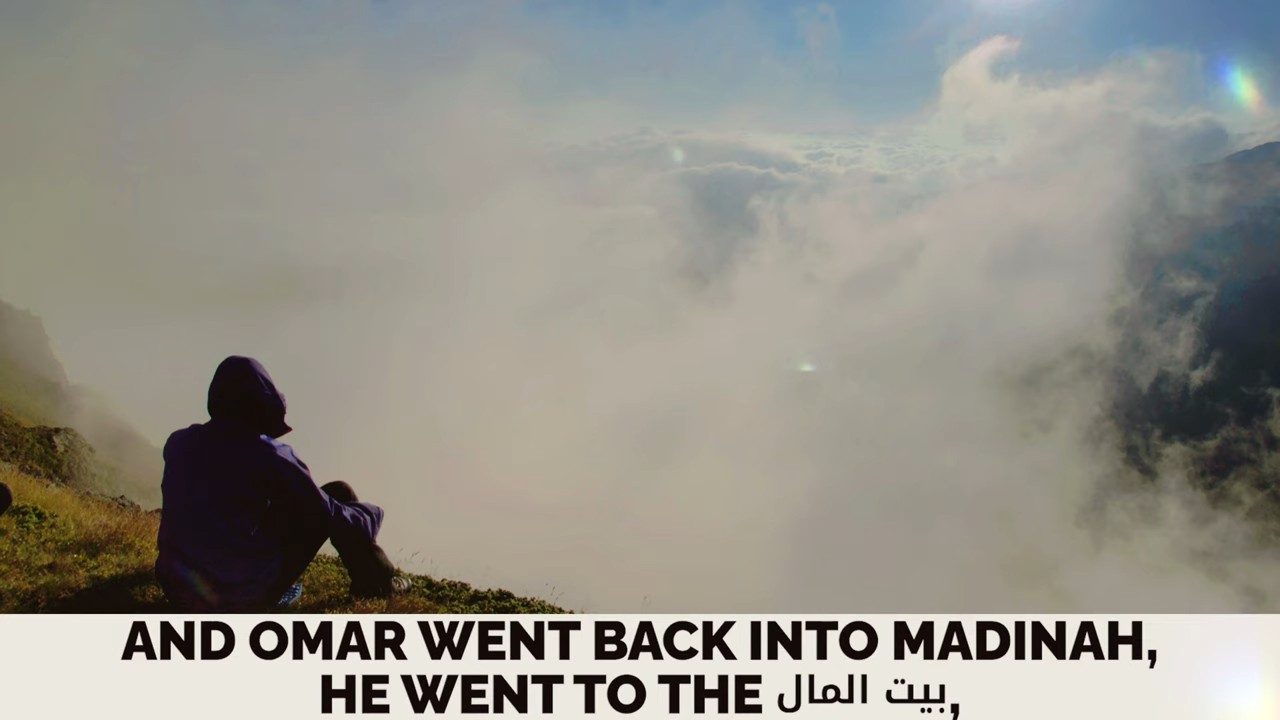 AND OMAR WENT BACK INTO MADINAH,
HE WENT TO THE بيت المال,